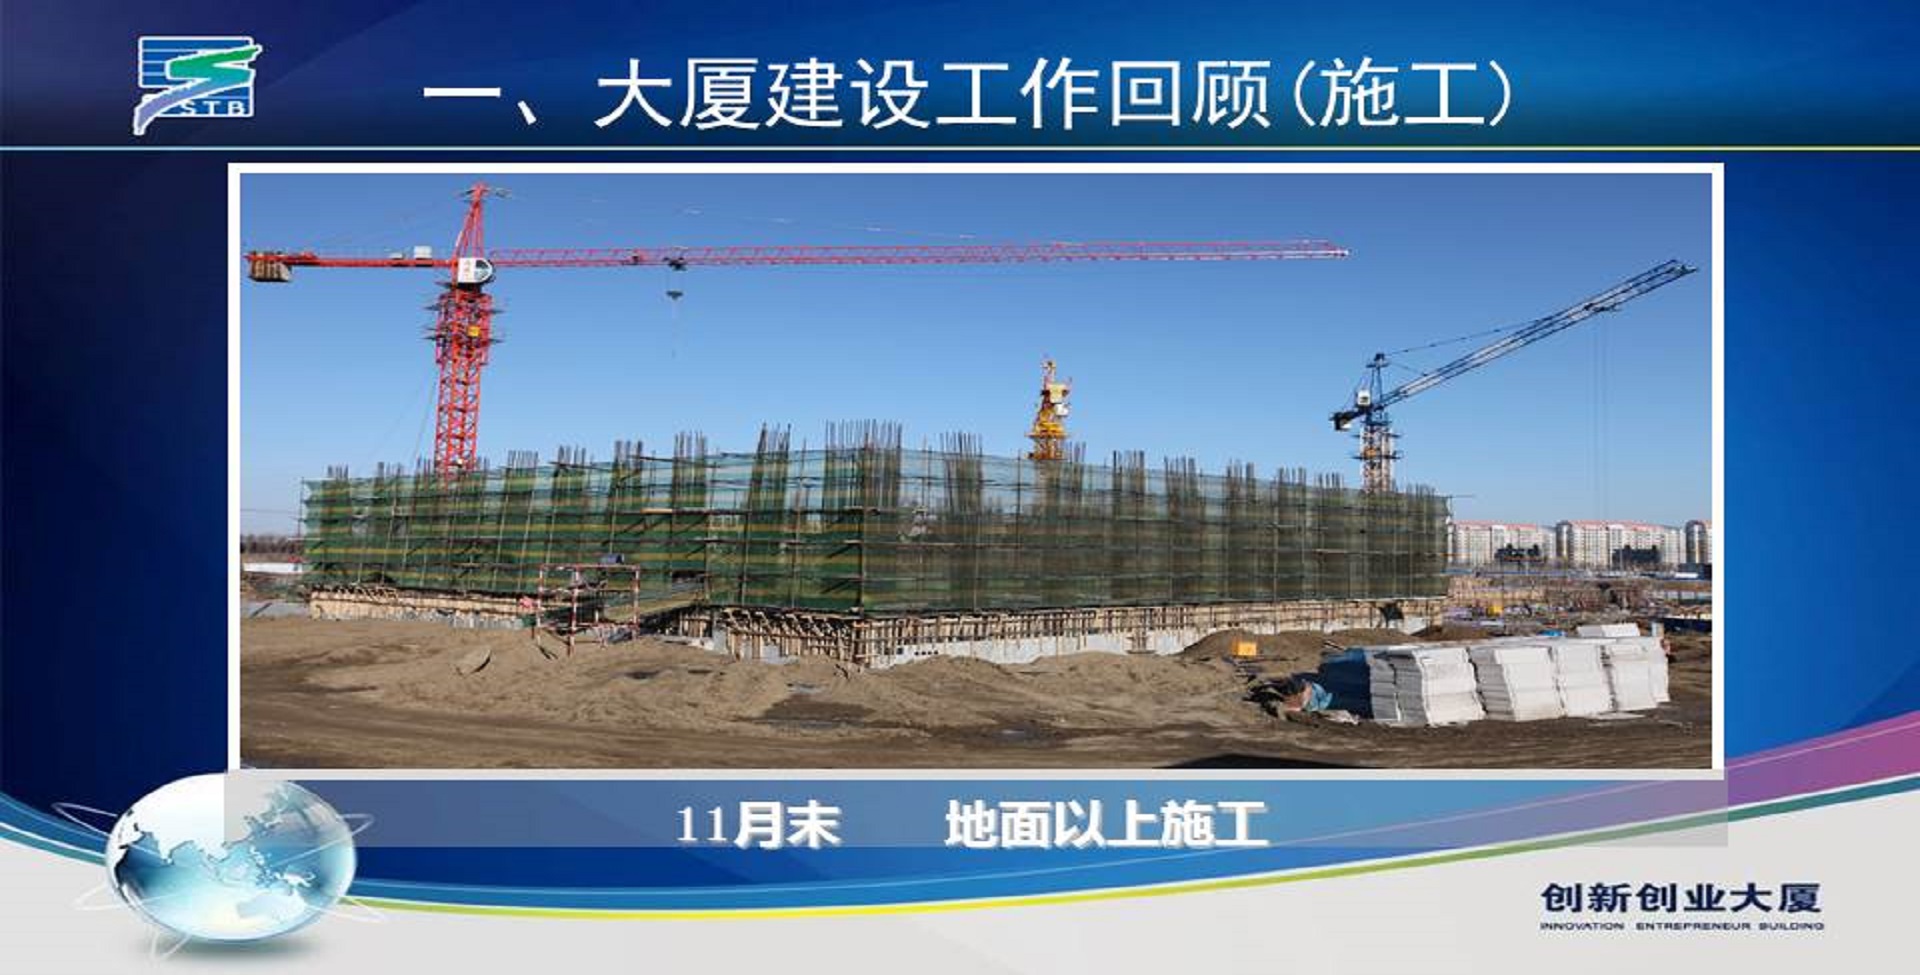 STB
一、大厦建设工作回顾(施工)
11月末 地面以上施工
创新创业大厦
INNOVATION ENTREPRENEUR BUILDING